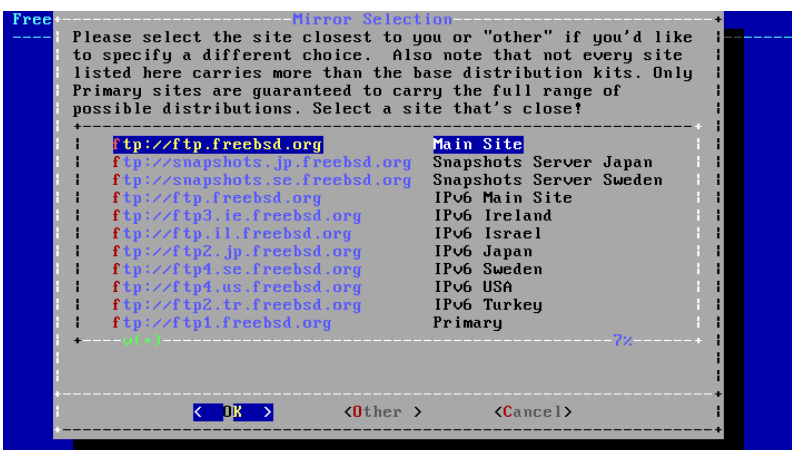 Free
Mirror Selection
Please select the site closest to you or "other" if you'd like
to specify a different choice.  Also note that not every site
listed here carries more than the base distribution kits. Only
Primary sites are guaranteed to carry the full range of
possible distributions. Select a site that's close!
ftp://ftp.freebsd.org Main Site
ftp://snapshots.jp.freebsd.org Snapshots Server Japan
ftp://snapshots.se.freebsd.org Snapshots Server Sweden
ftp://ftp.freebsd.org IPv6 Main Site
ftp://ftp3.ie.freebsd.org IPv6 Ireland
ftp://ftp.il.freebsd.org IPv6 Israel
ftp://ftp2.jp.freebsd.org IPv6 Japan
ftp://ftp4.se.freebsd.org IPv6 Sweden
ftp://ftp4.us.freebsd.org IPv6 USA
ftp://ftp2.tr.freebsd.org IPv6 Turkey
ftp://ftp1.freebsd.org Primary
v(+) 7%
< OK > <Other > <Cancel>